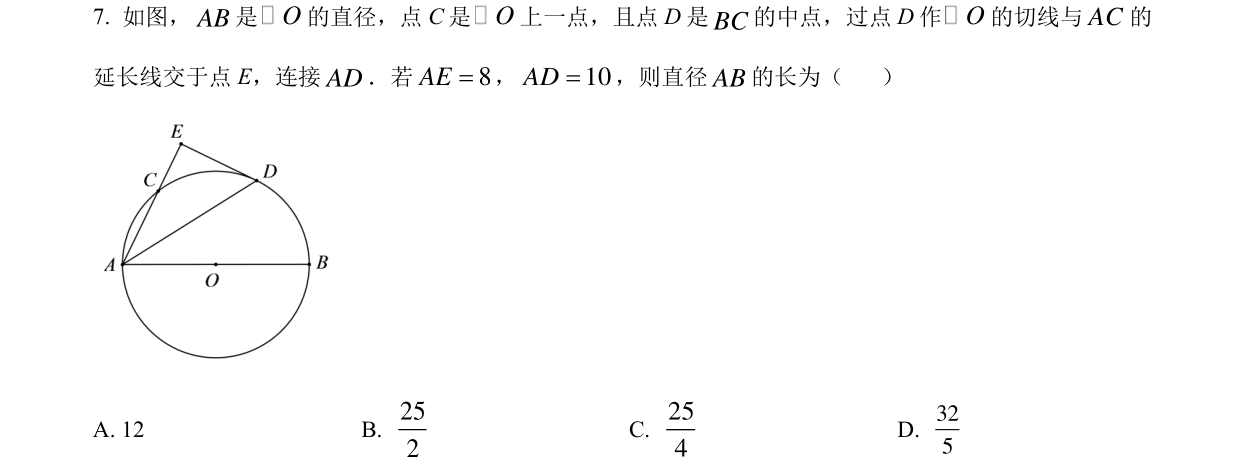 7. 如图， AB 是□ O 的直径，点 C 是□ O 上一点，且点 D 是 BC 的中点，过点 D 作□ O 的切线与 AC 的
延长线交于点 E，连接 AD． 若 AE = 8， AD = 10，则直径 AB 的长为（ ）
E
C
D
A
O
B
A. 12 B. 25/2 C. 25/4 D. 32/5